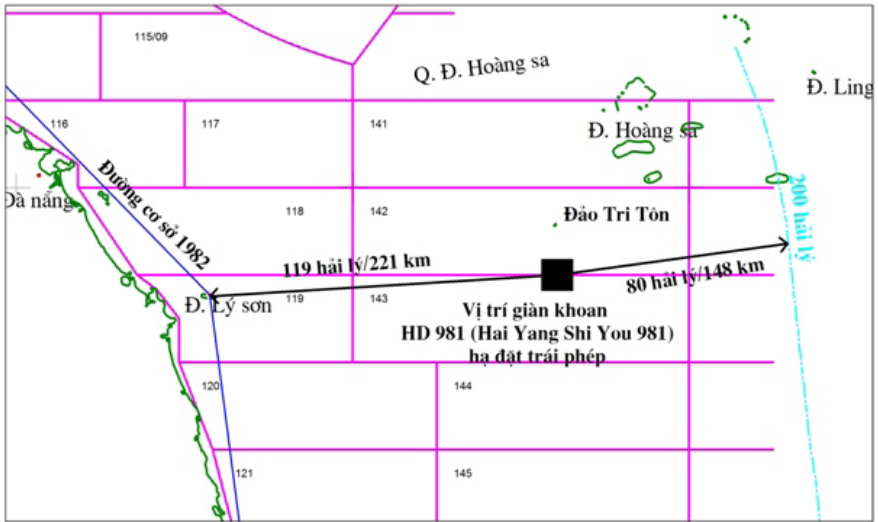 115/09
Q. Đ. Hoàng sa
Đ. Ling
116
117
141
Đ. Hoàng sa
Đường cơ sở 1982
Đà nẵng
118
142
Đảo Tri Tôn
200 hải lý
119 hải lý/221 km
80 hải lý/148 km
Đ. Lý sơn
119
143
Vị trí giàn khoan
HD 981 (Hai Yang Shi You 981)
hạ đặt trái phép
120
144
121
145